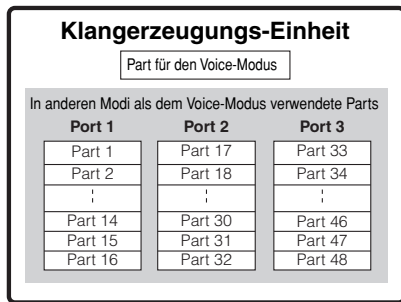 Klangerzeugungs-Einheit
Part für den Voice-Modus
In anderen Modi als dem Voice-Modus verwendete Parts
Port 1 Port 2 Port 3
Part 1 Part 17 Part 33
Part 2 Part 18 Part 34
Part 14 Part 30 Part 46
Part 15 Part 31 Part 47
Part 16 Part 32 Part 48